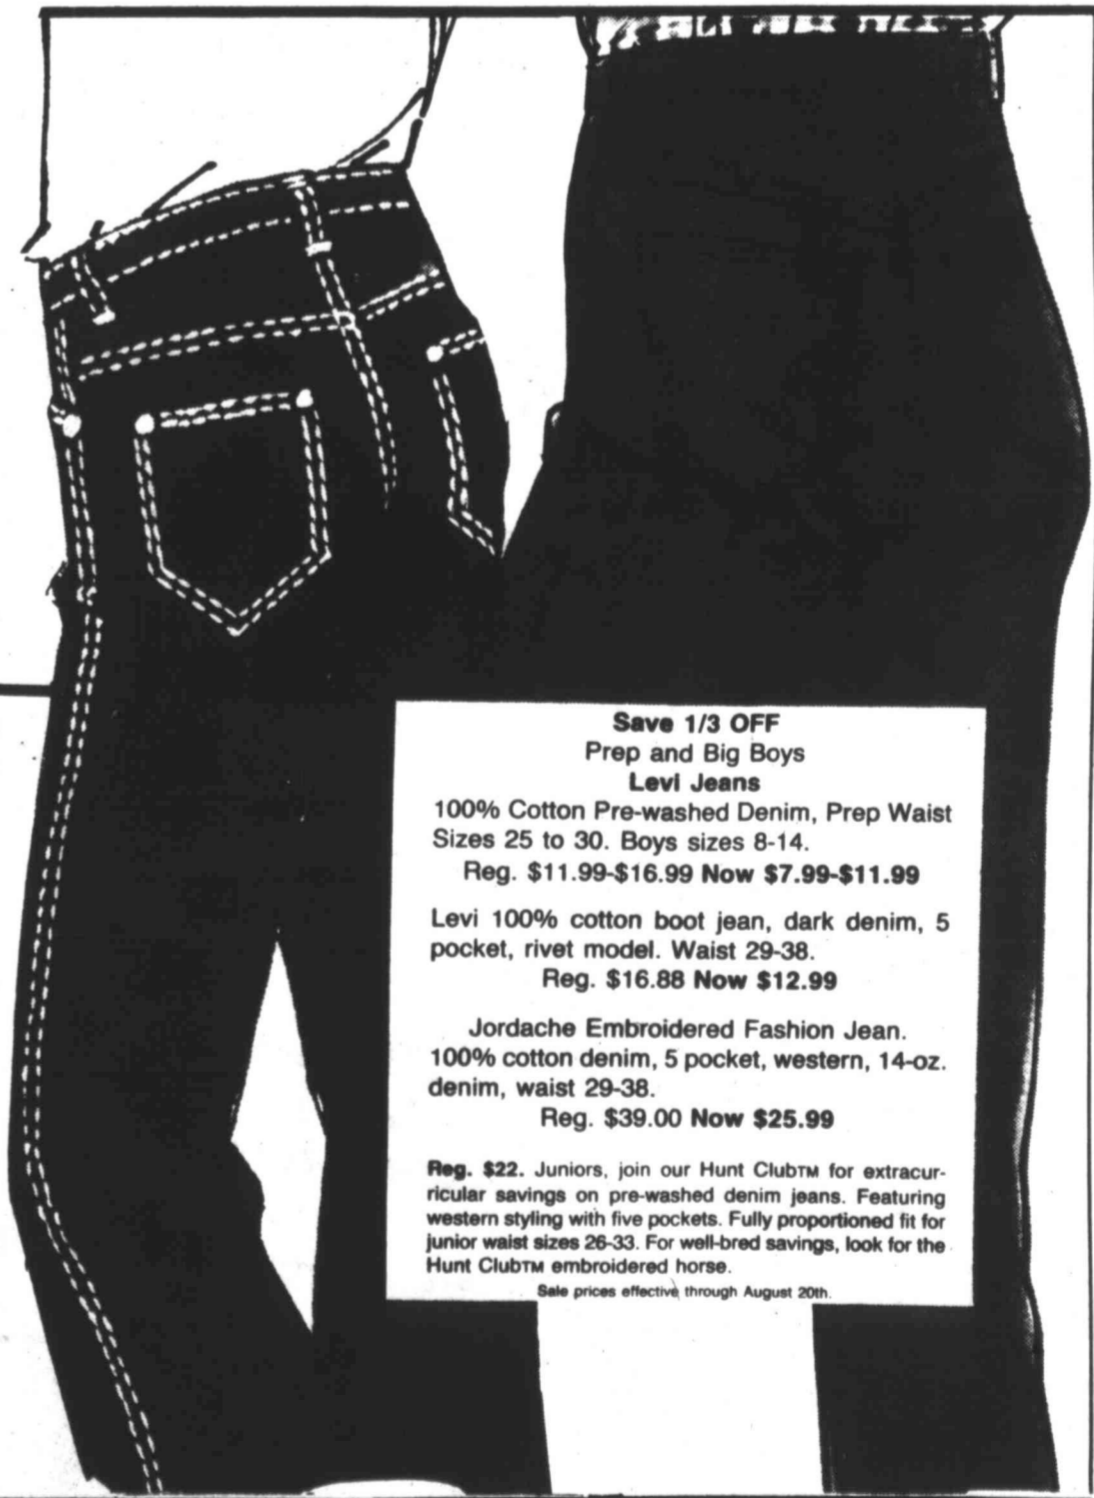 Save 1/3 OFF
Prep and Big Boys
Levi Jeans
100% Cotton Pre-washed Denim, Prep Waist
Sizes 25 to 30. Boys sizes 8-14.
Reg. $11.99-$16.99 Now $7.99-$11.99
Levi 100% cotton boot jean, dark denim, 5
pocket, rivet model. Waist 29-38.
Reg. $16.88 Now $12.99
Jordache Embroidered Fashion Jean.
100% cotton denim, 5 pocket, western, 14-oz.
denim, waist 29-38.
Reg. $39.00 Now $25.99
Reg. $22. Juniors, join our Hunt Club™ for extracur-
ricular savings on pre-washed denim jeans. Featuring
western styling with five pockets. Fully proportioned fit for
junior waist sizes 26-33. For well-bred savings, look for the
Hunt Club™ embroidered horse.
Sale prices effective through August 20th.